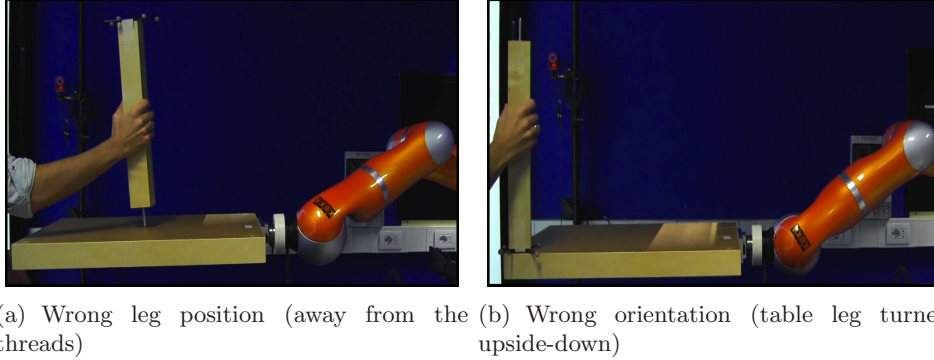 (a) Wrong leg position (away from the
threads)
(b) Wrong orientation (table leg turne
upside-down)